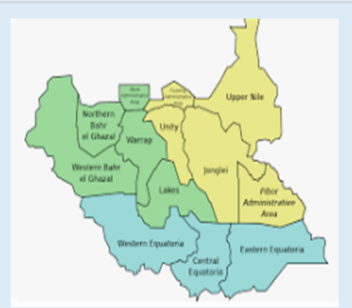 Upper Nile
Northern
Bahr
el Ghazal
Unity
Warrap
Western Bahr
el Ghazal
Jonglei
Lakes
Pibor
Administrative
Area
Western Equatoria
Eastern Equatoria
Central
Equatoria